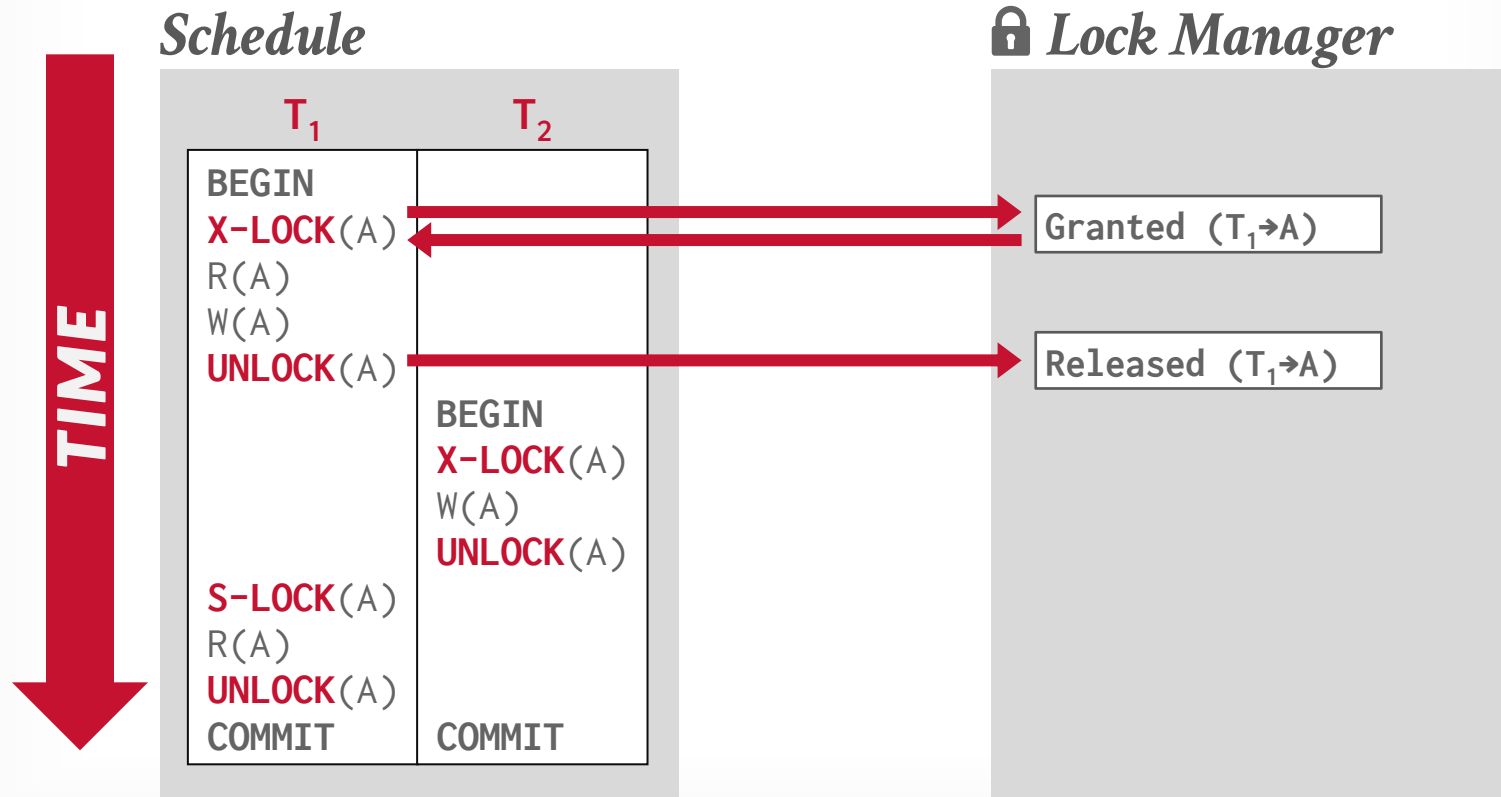 Schedule
Lock Manager
TIME
T₁ T₂
BEGIN
X-LOCK(A)
R(A)
W(A)
UNLOCK(A)
BEGIN
X-LOCK(A)
W(A)
UNLOCK(A)
S-LOCK(A)
R(A)
UNLOCK(A)
COMMIT COMMIT
Granted (T₁→A)
Released (T₁→A)